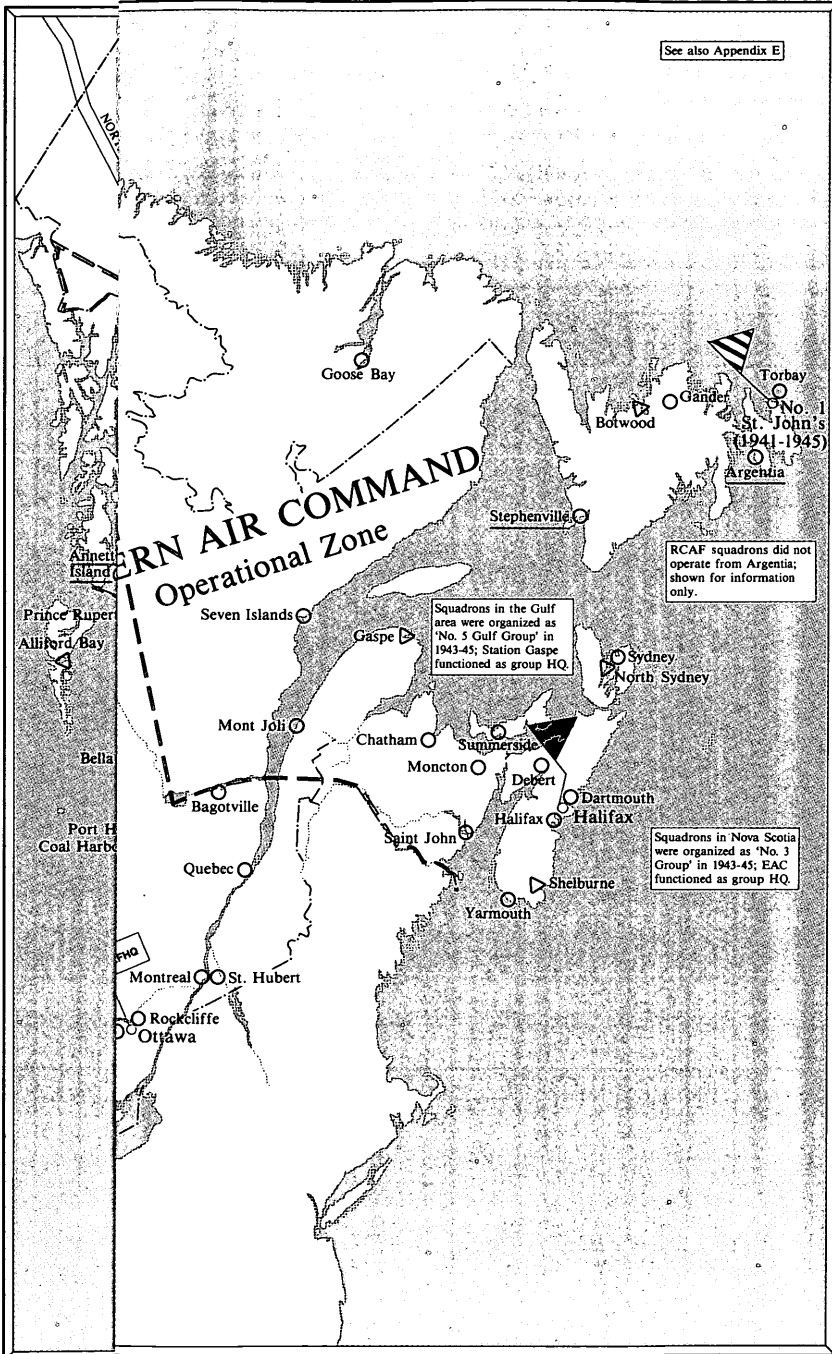 See also Appendix E
NOR
Goose Bay
Torbay
Gander
Botwood
No. 1
St. John's
(1941-1945)
Argentia
ERN AIR COMMAND
Operational Zone
Stephenville
RCAF squadrons did not
operate from Argentia;
shown for information
only.
Annett
Island
Prince Rupert
Alliford Bay
Seven Islands
Gaspe
Squadrons in the Gulf
area were organized as
'No. 5 Gulf Group' in
1943-45; Station Gaspe
functioned as group HQ.
Sydney
North Sydney
Mont Joli
Chatham
Summerside
Bella
Moncton
Debert
Bagotville
Dartmouth
Halifax
Halifax
Port H
Coal Harbo
Saint John
Squadrons in Nova Scotia
were organized as 'No. 3
Group' in 1943-45; EAC
functioned as group HQ.
Quebec
Shelburne
Yarmouth
FHQ
Montreal
St. Hubert
Rockcliffe
Ottawa